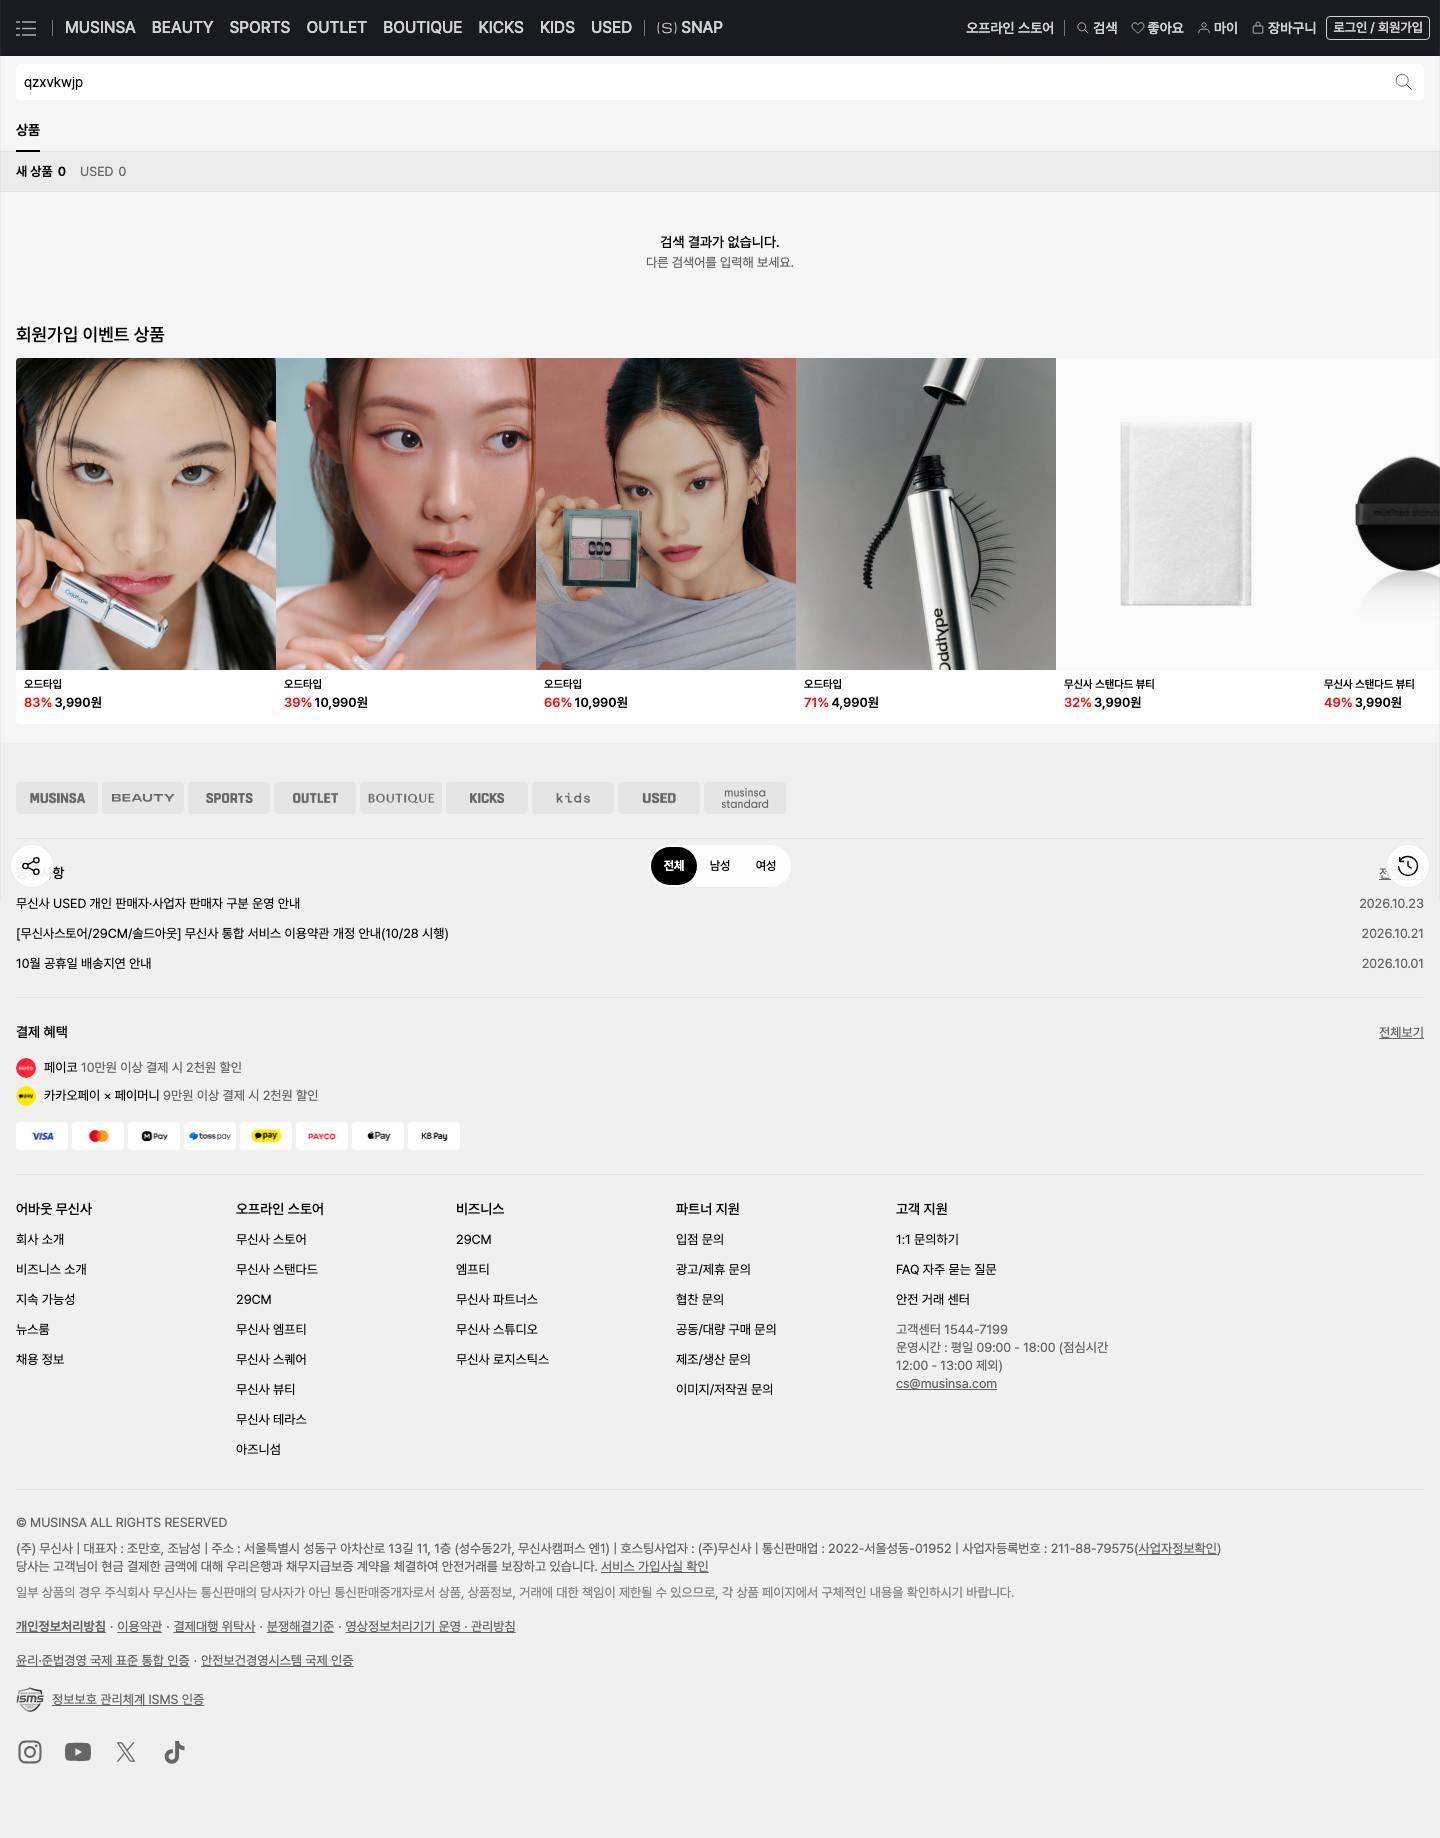 MUSINSA BEAUTY SPORTS OUTLET BOUTIQUE KICKS KIDS USED (S) SNAP 오프라인 스토어 검색 좋아요 마이 장바구니 로그인 / 회원가입
qzxvkwjp
상품
새 상품 0 USED 0
검색 결과가 없습니다.
다른 검색어를 입력해 보세요.
회원가입 이벤트 상품
Oddtype
Oddtype
오드타입
83% 3,990원
오드타입
39% 10,990원
오드타입
66% 10,990원
오드타입
71% 4,990원
무신사 스탠다드 뷰티
32% 3,990원
무신사 스탠다드 뷰티
49% 3,990원
MUSINSA BEAUTY SPORTS OUTLET BOUTIQUE KICKS kids USED musinsa standard
전체 남성 여성
무신사 USED 개인 판매자·사업자 판매자 구분 운영 안내 2026.10.23
[무신사스토어/29CM/솔드아웃] 무신사 통합 서비스 이용약관 개정 안내(10/28 시행) 2026.10.21
10월 공휴일 배송지연 안내 2026.10.01
결제 혜택 전체보기
페이코 10만원 이상 결제 시 2천원 할인
카카오페이 × 페이머니 9만원 이상 결제 시 2천원 할인
VISA M Pay toss pay pay PAYCO Pay KB Pay
어바웃 무신사
회사 소개
비즈니스 소개
지속 가능성
뉴스룸
채용 정보
오프라인 스토어
무신사 스토어
무신사 스탠다드
29CM
무신사 엠프티
무신사 스퀘어
무신사 뷰티
무신사 테라스
아즈니섬
비즈니스
29CM
엠프티
무신사 파트너스
무신사 스튜디오
무신사 로지스틱스
파트너 지원
입점 문의
광고/제휴 문의
협찬 문의
공동/대량 구매 문의
제조/생산 문의
이미지/저작권 문의
고객 지원
1:1 문의하기
FAQ 자주 묻는 질문
안전 거래 센터
고객센터 1544-7199
운영시간 : 평일 09:00 - 18:00 (점심시간
12:00 - 13:00 제외)
cs@musinsa.com
© MUSINSA ALL RIGHTS RESERVED
(주) 무신사 | 대표자 : 조만호, 조남성 | 주소 : 서울특별시 성동구 아차산로 13길 11, 1층 (성수동2가, 무신사캠퍼스 엔1) | 호스팅사업자 : (주)무신사 | 통신판매업 : 2022-서울성동-01952 | 사업자등록번호 : 211-88-79575(사업자정보확인)
당사는 고객님이 현금 결제한 금액에 대해 우리은행과 채무지급보증 계약을 체결하여 안전거래를 보장하고 있습니다. 서비스 가입사실 확인
일부 상품의 경우 주식회사 무신사는 통신판매의 당사자가 아닌 통신판매중개자로서 상품, 상품정보, 거래에 대한 책임이 제한될 수 있으므로, 각 상품 페이지에서 구체적인 내용을 확인하시기 바랍니다.
개인정보처리방침 · 이용약관 · 결제대행 위탁사 · 분쟁해결기준 · 영상정보처리기기 운영 · 관리방침
윤리·준법경영 국제 표준 통합 인증 · 안전보건경영시스템 국제 인증
ISMS 정보보호 관리체계 ISMS 인증